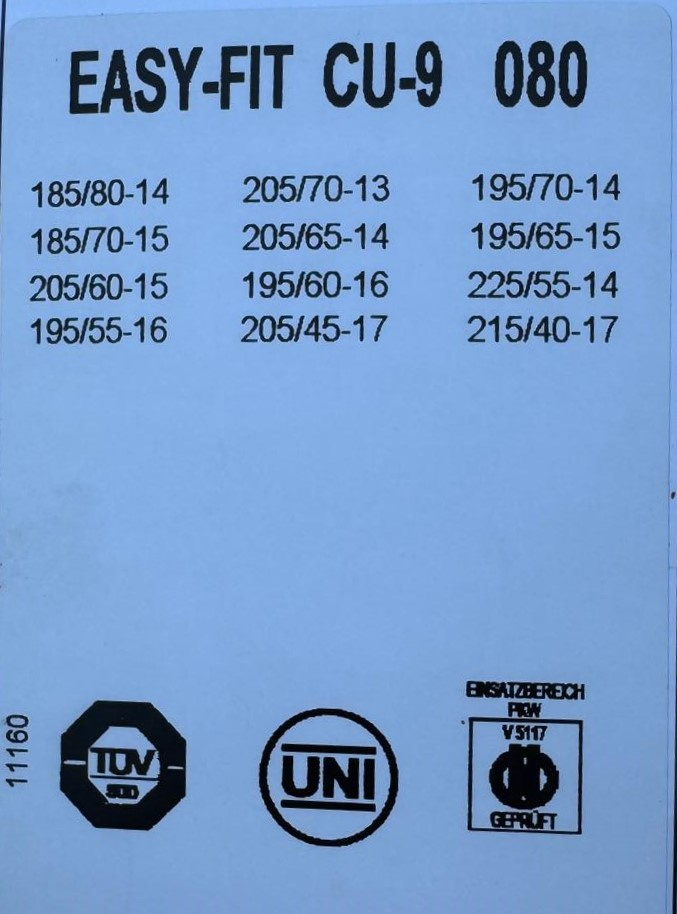 EASY-FIT CU-9 080
185/80-14 205/70-13 195/70-14
185/70-15 205/65-14 195/65-15
205/60-15 195/60-16 225/55-14
195/55-16 205/45-17 215/40-17
11160
TÜV
SÜD
UNI
EINSATZBEREICH
PKW
V 5117
GEPRÜFT